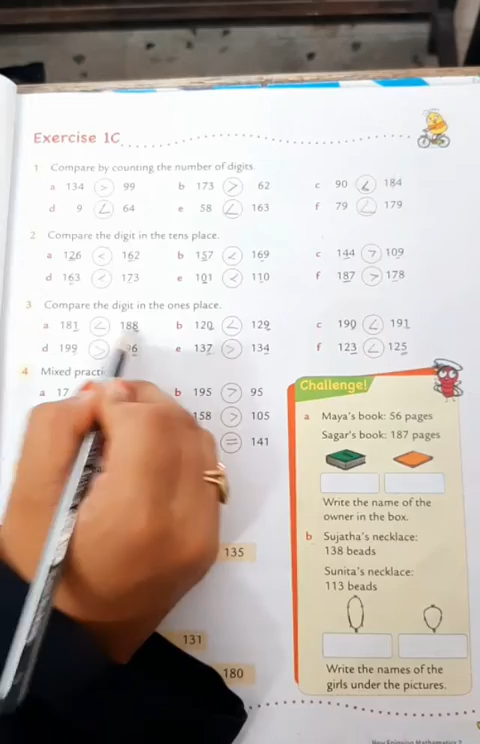 Exercise 1C
1 Compare by counting the number of digits.
a 134 > 99 b 173 > 62 c 90 < 184
d 9 < 64 e 58 < 163 f 79 < 179
2 Compare the digit in the tens place.
a 126 < 162 b 157 < 169 c 144 > 109
d 163 < 173 e 101 < 110 f 187 > 178
3 Compare the digit in the ones place.
a 181 < 188 b 120 < 129 c 190 < 191
d 199 > 96 e 137 > 134 f 123 < 125
4 Mixed practi
a 17 b 195 > 95
158 > 105
= 141
135
131
180
Challenge!
a Maya's book: 56 pages
Sagar's book: 187 pages
Write the name of the
owner in the box.
b Sujatha's necklace:
138 beads
Sunita's necklace:
113 beads
Write the names of the
girls under the pictures.